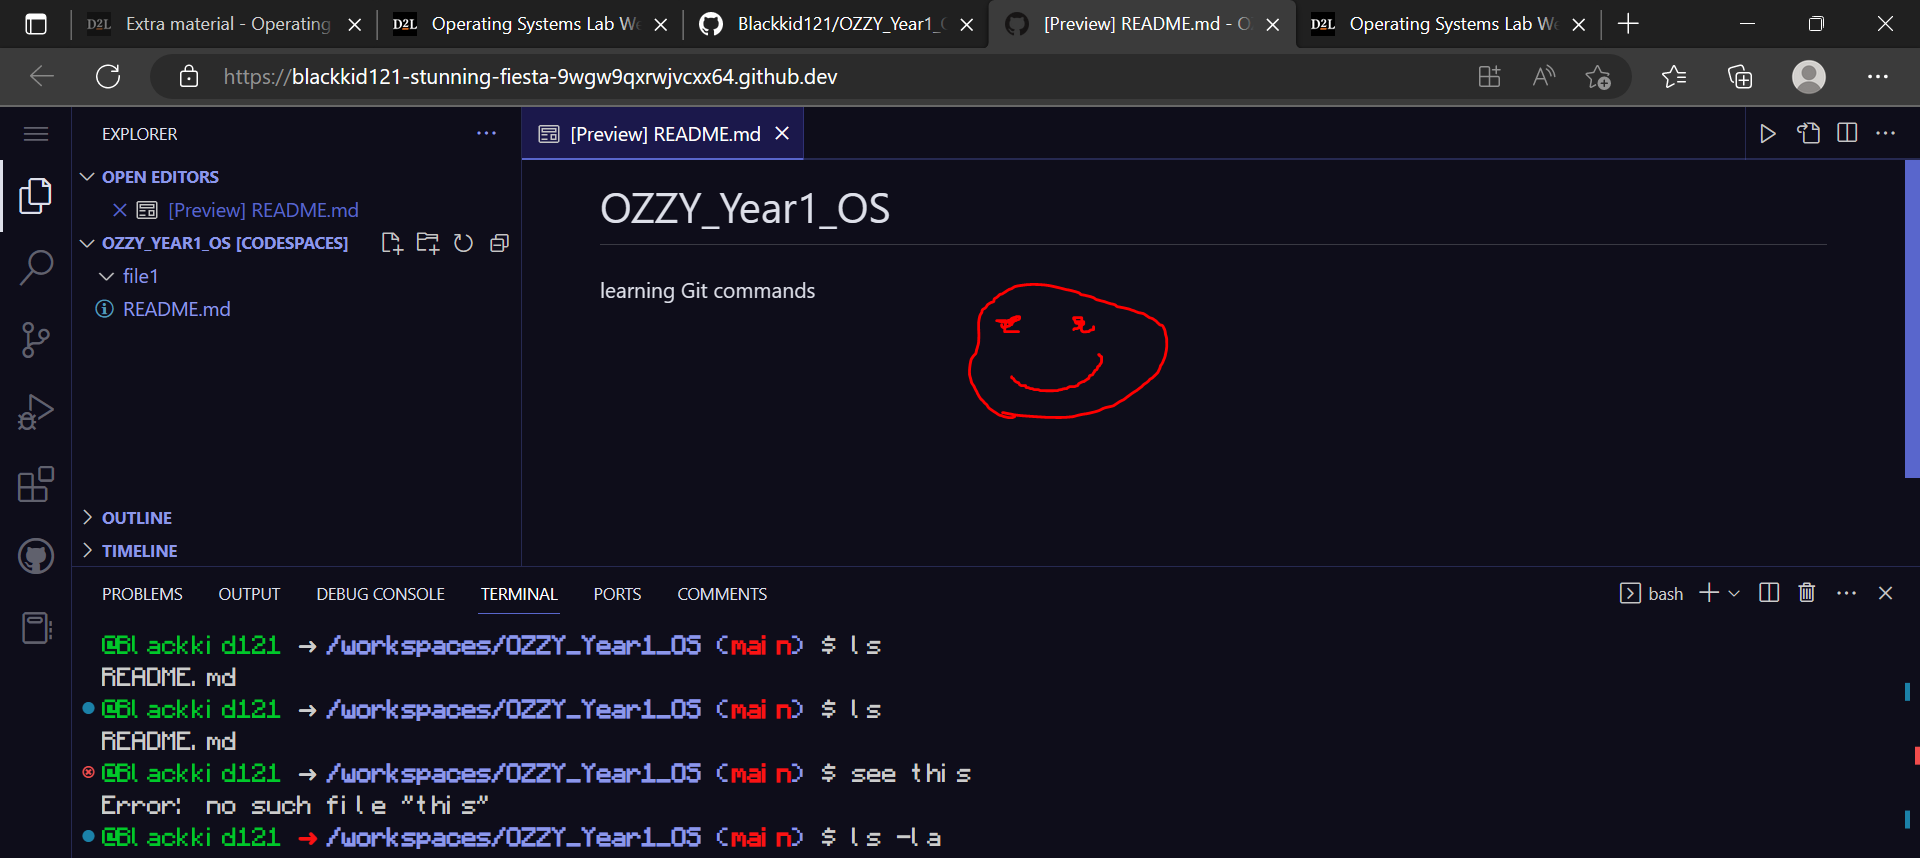 Extra material - Operating
Operating Systems Lab We
Blackkid121/OZZY_Year1_O
[Preview] README.md - O
Operating Systems Lab We
https://blackkid121-stunning-fiesta-9wgw9qxrwjvcxx64.github.dev
EXPLORER
[Preview] README.md
OPEN EDITORS
[Preview] README.md
OZZY_YEAR1_OS [CODESPACES]
file1
README.md
OUTLINE
TIMELINE
OZZY_Year1_OS
learning Git commands
PROBLEMS OUTPUT DEBUG CONSOLE TERMINAL PORTS COMMENTS
bash
@Blackkid121 → /workspaces/OZZY_Year1_OS (main) $ ls
README.md
@Blackkid121 → /workspaces/OZZY_Year1_OS (main) $ ls
README.md
@Blackkid121 → /workspaces/OZZY_Year1_OS (main) $ see this
Error: no such file "this"
@Blackkid121 → /workspaces/OZZY_Year1_OS (main) $ ls -la